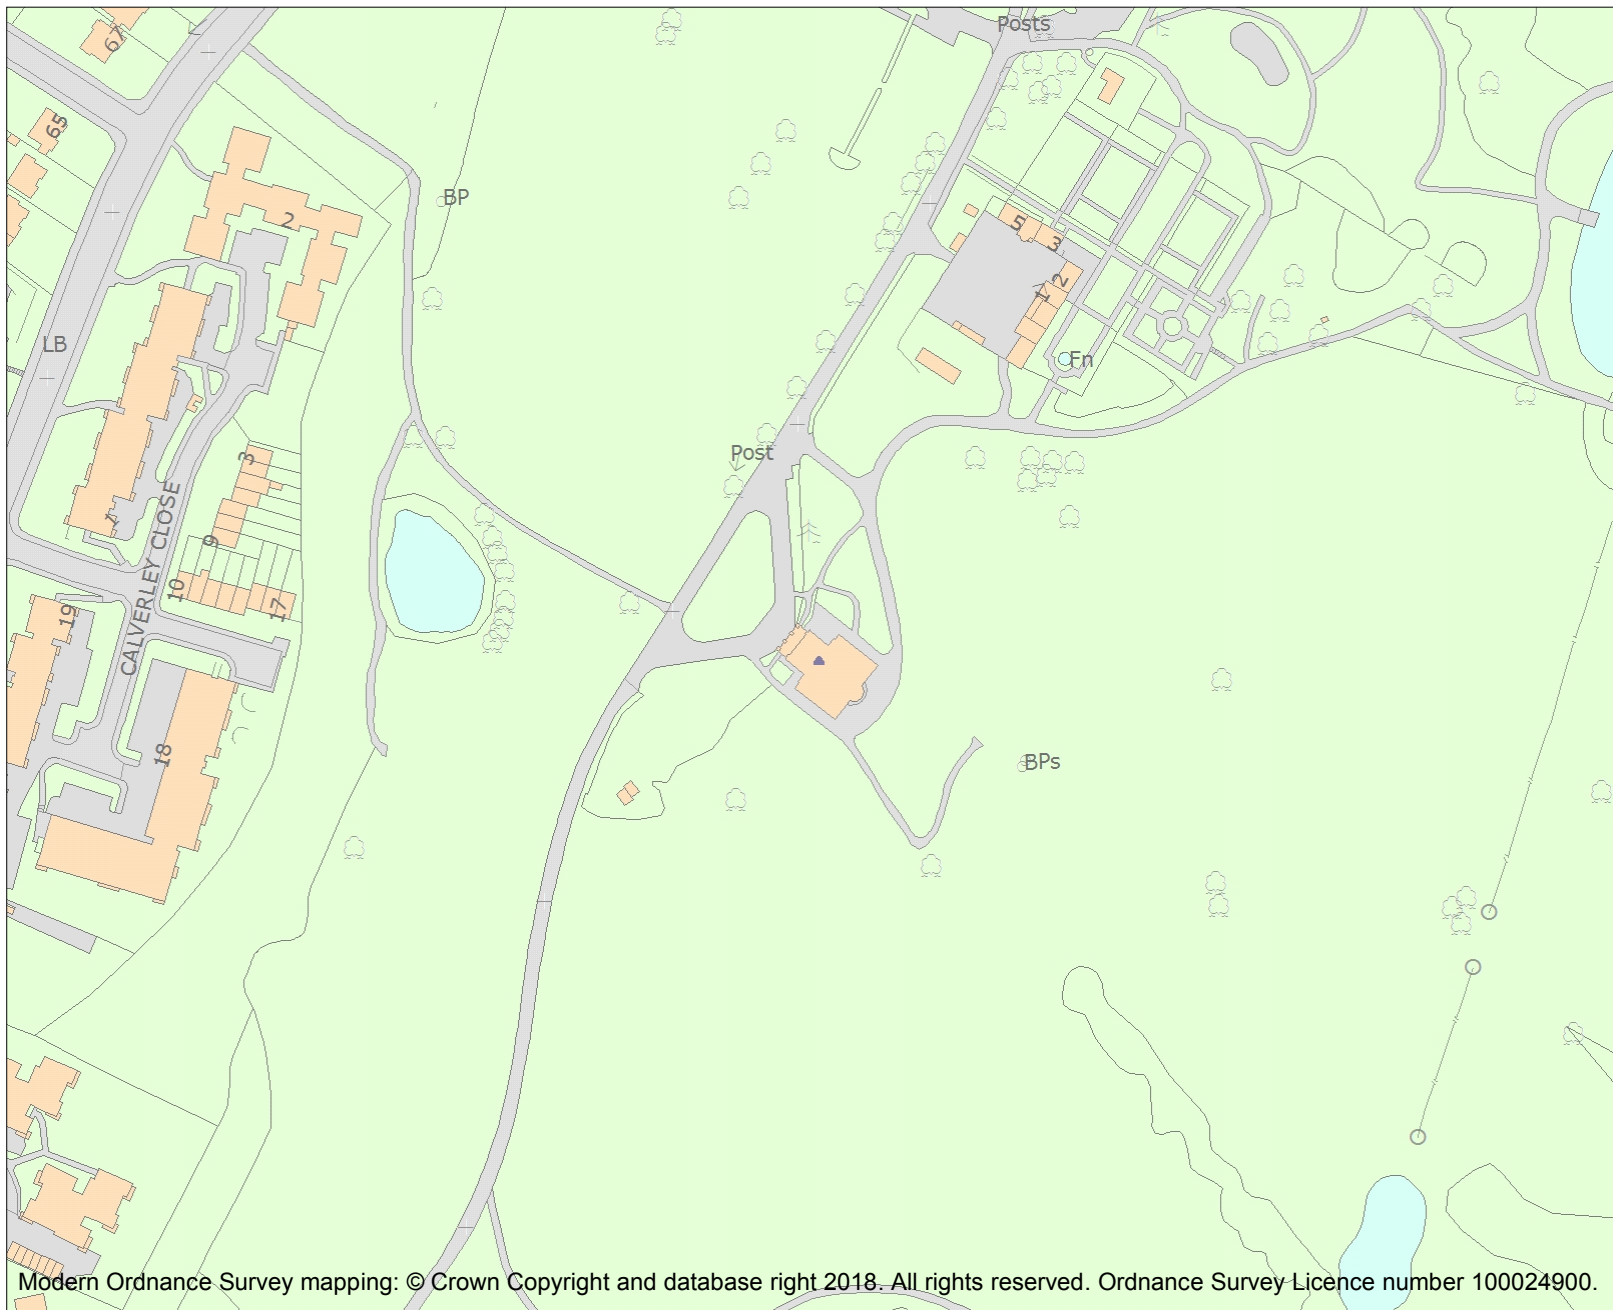 Posts
67
65
BP
2
5
3
2
1
LB
Fn
Post
3
1
9
CALVERLEY CLOSE
10
17
19
18
BPs
Modern Ordnance Survey mapping: © Crown Copyright and database right 2018. All rights reserved. Ordnance Survey Licence number 100024900.